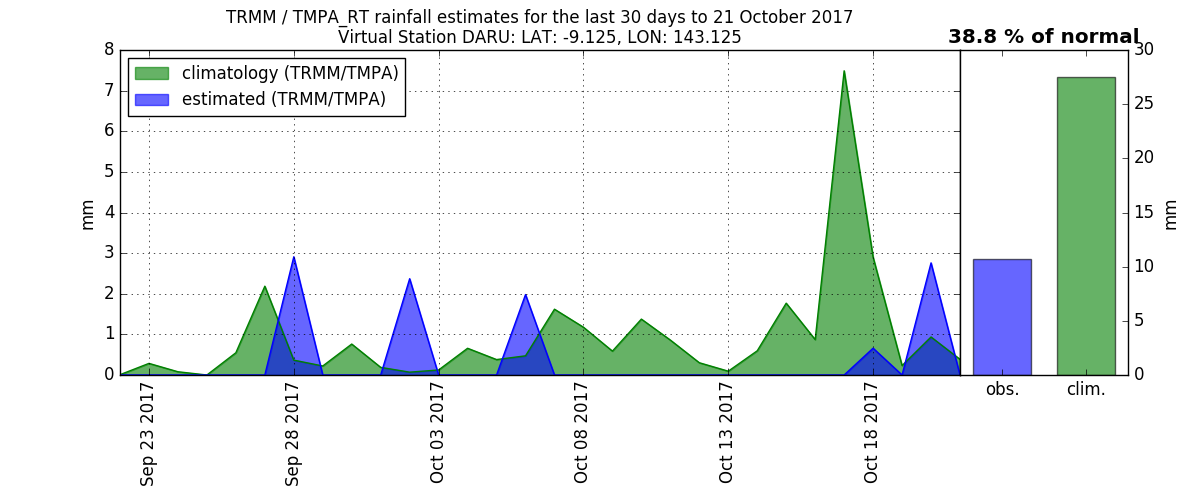 TRMM / TMPA_RT rainfall estimates for the last 30 days to 21 October 2017
Virtual Station DARU: LAT: -9.125, LON: 143.125
38.8 % of normal
climatology (TRMM/TMPA)
estimated (TRMM/TMPA)
mm
8
7
6
5
4
3
2
1
0
Sep 23 2017
Sep 28 2017
Oct 03 2017
Oct 08 2017
Oct 13 2017
Oct 18 2017
30
25
20
15
10
5
0
mm
obs.
clim.